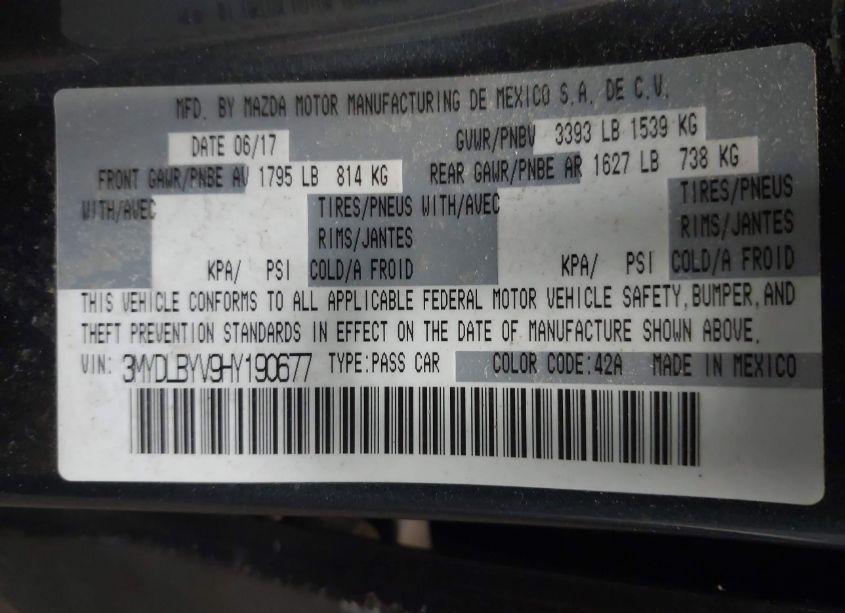 MFD. BY MAZDA MOTOR MANUFACTURING DE MEXICO S.A. DE C.V.
DATE 06/17 GVWR/PNBV 3393 LB 1539 KG
FRONT GAWR/PNBE AV 1795 LB 814 KG REAR GAWR/PNBE AR 1627 LB 738 KG
WITH/AVEC TIRES/PNEUS WITH/AVEC TIRES/PNEUS
RIMS/JANTES RIMS/JANTES
KPA/ PSI COLD/A FROID KPA/ PSI COLD/A FROID
THIS VEHICLE CONFORMS TO ALL APPLICABLE FEDERAL MOTOR VEHICLE SAFETY, BUMPER, AND
THEFT PREVENTION STANDARDS IN EFFECT ON THE DATE OF MANUFACTURE SHOWN ABOVE.
VIN: 3MYDLBYV9HY190677 TYPE:PASS CAR COLOR CODE:42A MADE IN MEXICO